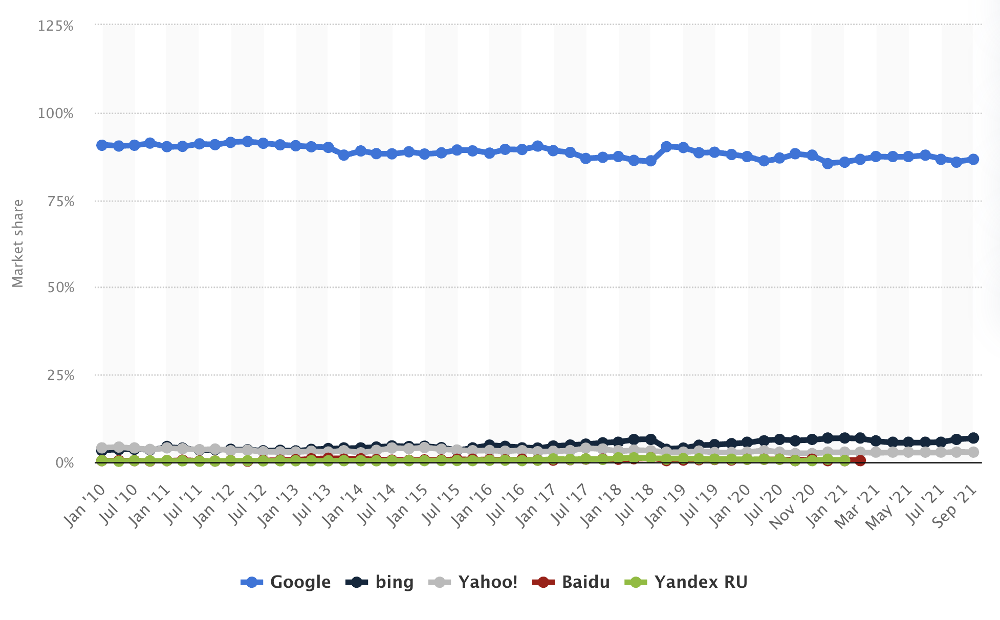 125%
100%
75%
50%
25%
0%
Market share
Jan '10
Jul '10
Jan '11
Jul '11
Jan '12
Jul '12
Jan '13
Jul '13
Jan '14
Jul '14
Jan '15
Jul '15
Jan '16
Jul '16
Jan '17
Jul '17
Jan '18
Jul '18
Jan '19
Jul '19
Jan '20
Jul '20
Nov '20
Jan '21
Mar '21
May '21
Jul '21
Sep '21
Google bing Yahoo! Baidu Yandex RU